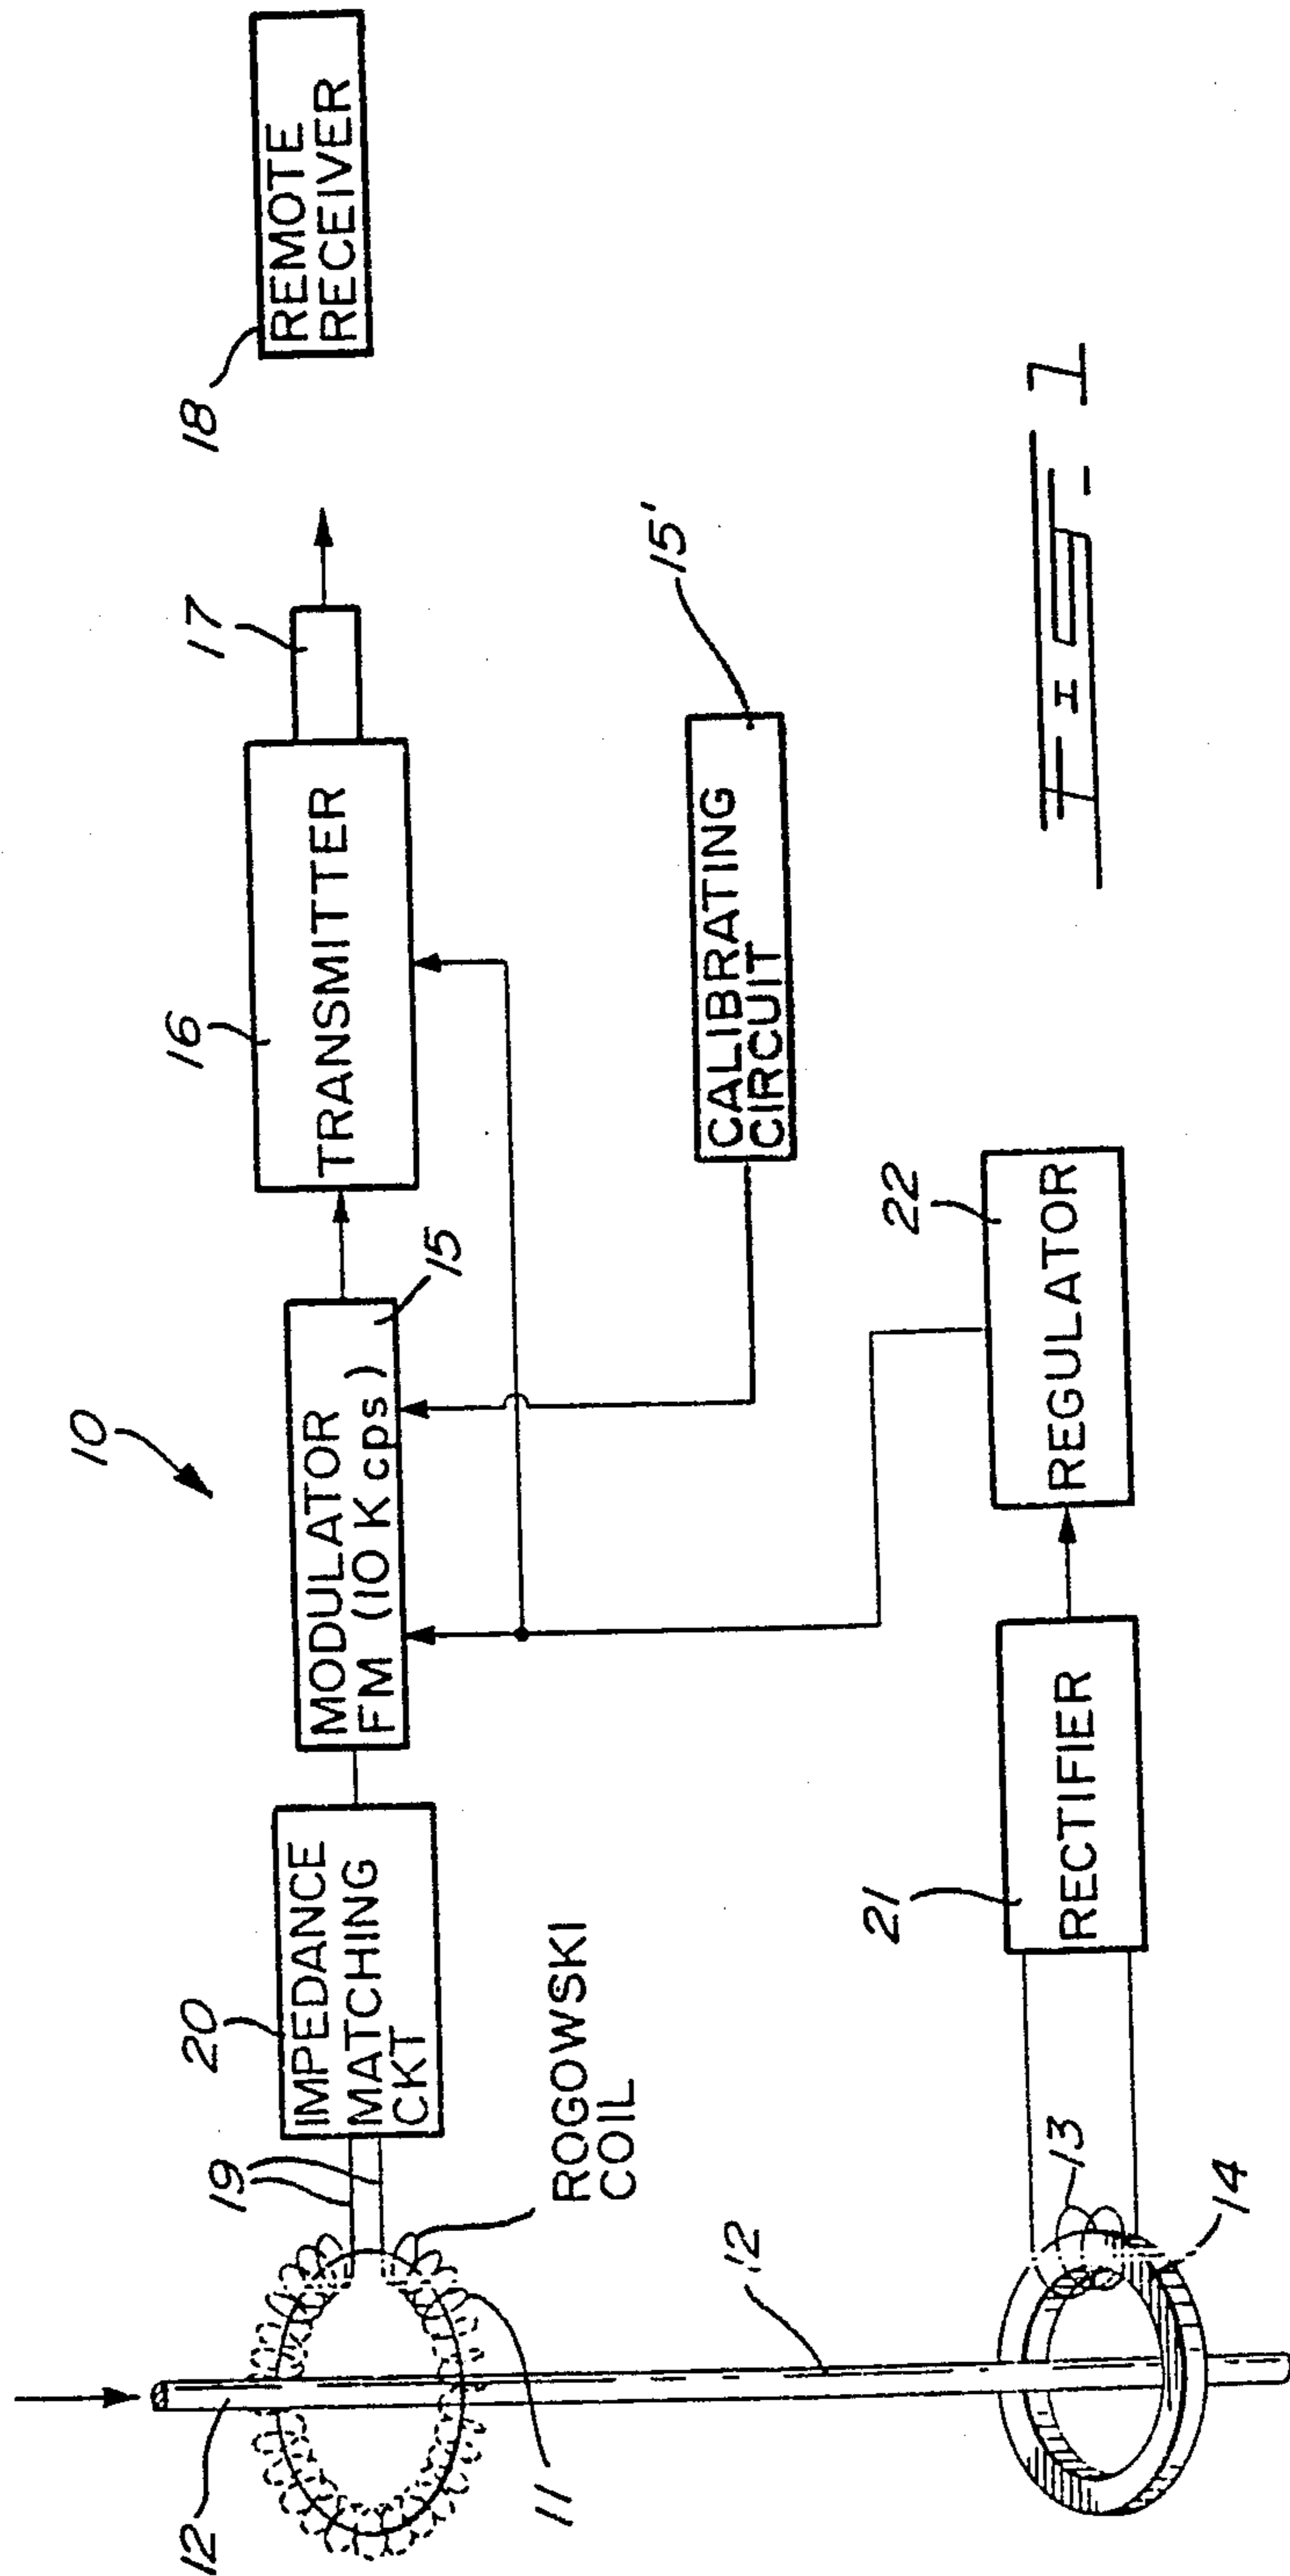 10
12
11
19
20
IMPEDANCE
MATCHING
CKT
ROGOWSKI
COIL
MODULATOR
FM (10 K cps)
15
16
TRANSMITTER
17
18
REMOTE
RECEIVER
CALIBRATING
CIRCUIT
15'
12
13
14
21
RECTIFIER
22
REGULATOR
Fig-1